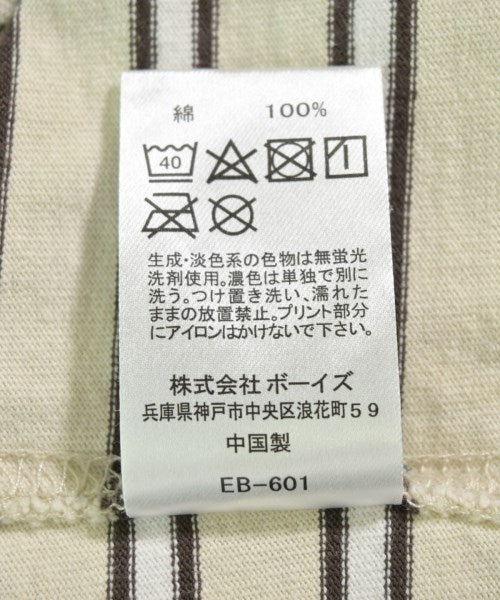 綿 100%
40
生成・淡色系の色物は無蛍光
洗剤使用。濃色は単独で別に
洗う。つけ置き洗い、濡れた
ままの放置禁止。プリント部分
にアイロンはかけないで下さい。
株式会社 ボーイズ
兵庫県神戸市中央区浪花町59
中国製
EB-601